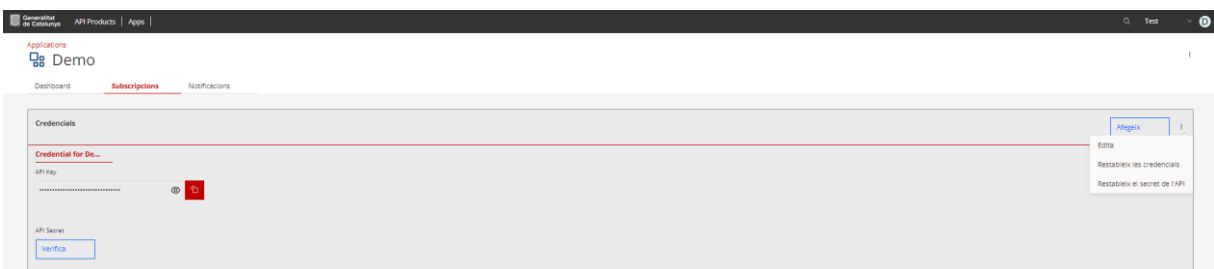 Generalitat
de Catalunya
API Products | Apps |
Test
D
Applications
Demo
Dashboard
Subscripcions
Notificacions
Credencials
Afegeix
Edita
Restableix les credencials
Restableix el secret de l'API
Credential for De...
API Key
API Secret
Verifica